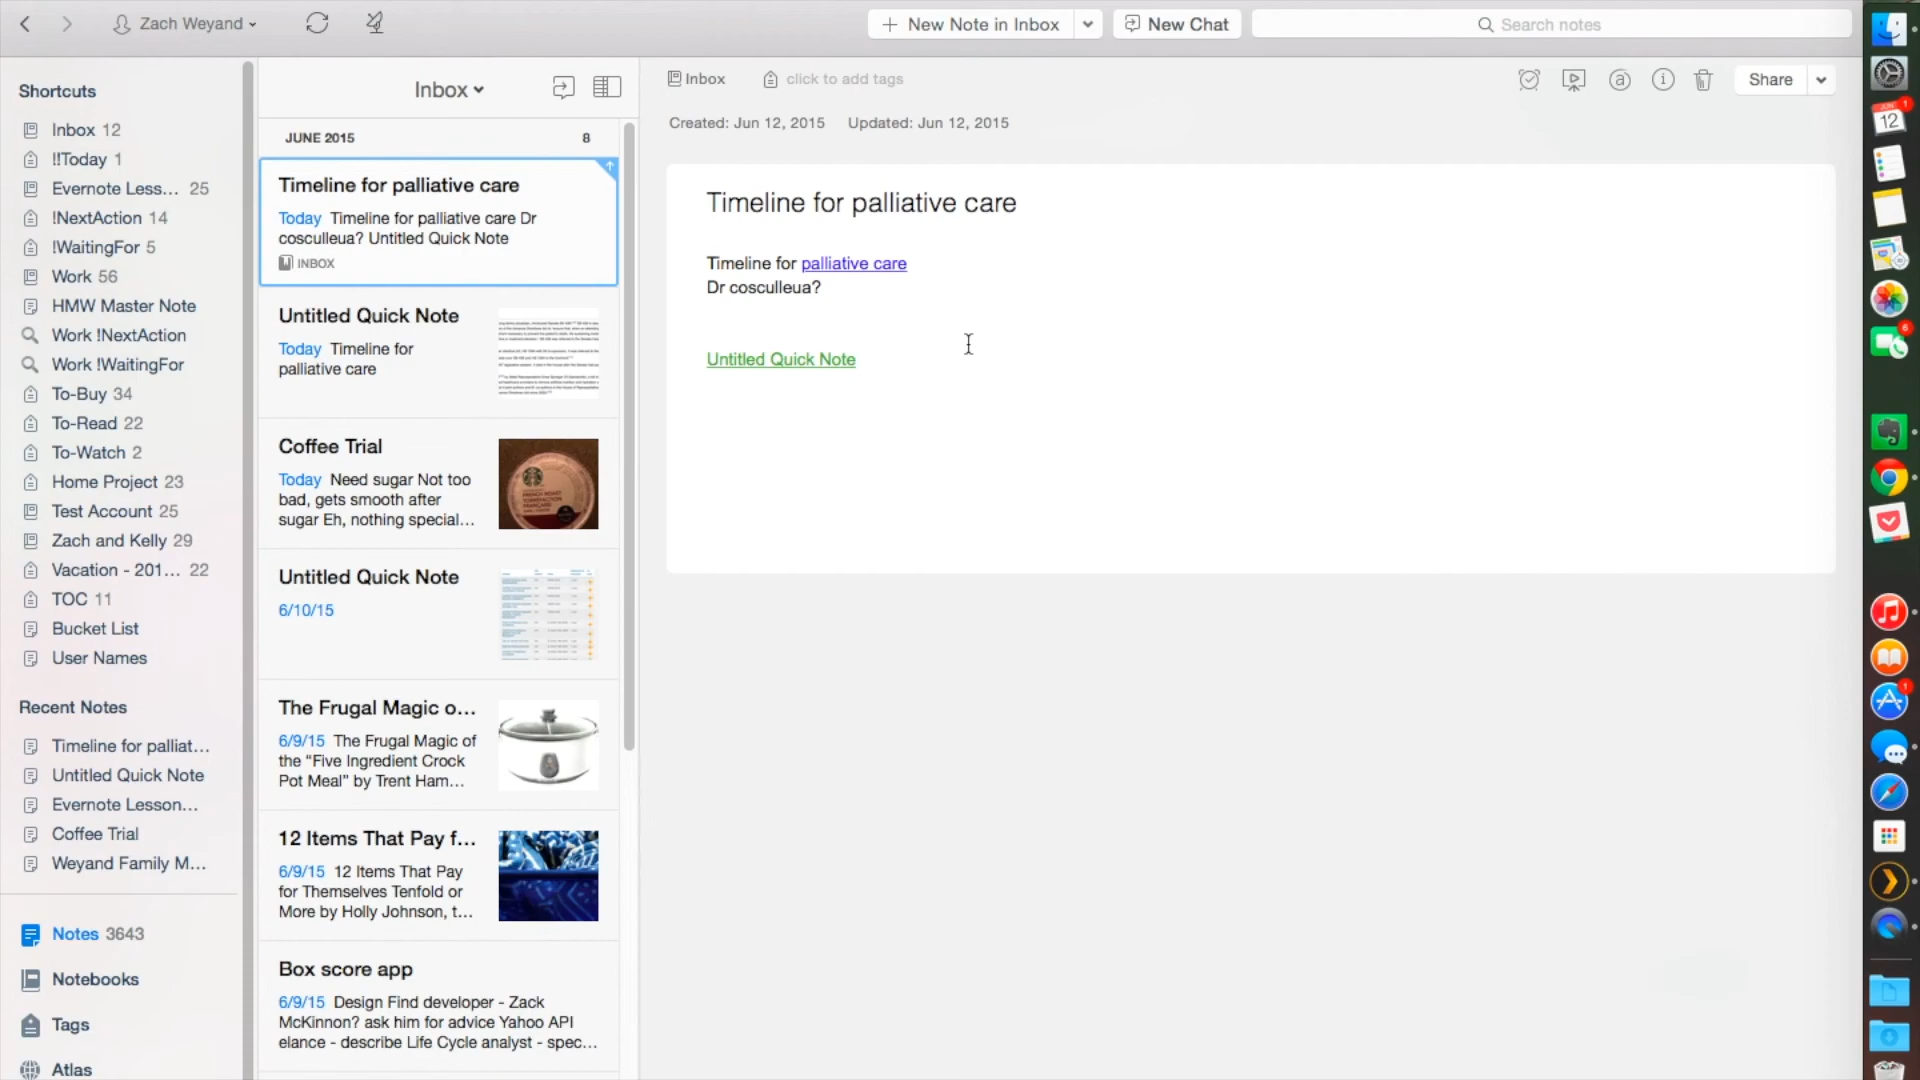 Zach Weyand
New Note in Inbox
New Chat
Search notes
Shortcuts
Inbox 12
!!Today 1
Evernote Less... 25
!NextAction 14
!WaitingFor 5
Work 56
HMW Master Note
Work !NextAction
Work !WaitingFor
To-Buy 34
To-Read 22
To-Watch 2
Home Project 23
Test Account 25
Zach and Kelly 29
Vacation - 201... 22
TOC 11
Bucket List
User Names
Recent Notes
Timeline for palliat...
Untitled Quick Note
Evernote Lesson...
Coffee Trial
Weyand Family M...
Notes 3643
Notebooks
Tags
Atlas
Inbox
JUNE 2015 8
Timeline for palliative care
Today Timeline for palliative care Dr
cosculleua? Untitled Quick Note
INBOX
Untitled Quick Note
Today Timeline for
palliative care
Coffee Trial
Today Need sugar Not too
bad, gets smooth after
sugar Eh, nothing special...
Untitled Quick Note
6/10/15
The Frugal Magic o...
6/9/15 The Frugal Magic of
the "Five Ingredient Crock
Pot Meal" by Trent Ham...
12 Items That Pay f...
6/9/15 12 Items That Pay
for Themselves Tenfold or
More by Holly Johnson, t...
Box score app
6/9/15 Design Find developer - Zack
McKinnon? ask him for advice Yahoo API
elance - describe Life Cycle analyst - spec...
Inbox click to add tags
Share
Created: Jun 12, 2015 Updated: Jun 12, 2015
Timeline for palliative care
Timeline for palliative care
Dr cosculleua?
Untitled Quick Note
1
JUN
12
6
1